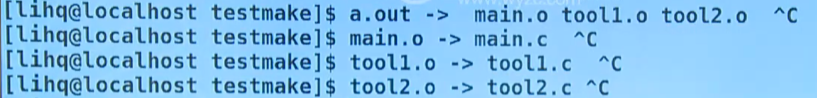 [lihq@localhost testmake]$ a.out ->  main.o tool1.o tool2.o  ^C
[lihq@localhost testmake]$ main.o -> main.c  ^C
[lihq@localhost testmake]$ tool1.o -> tool1.c  ^C
[lihq@localhost testmake]$ tool2.o -> tool2.c ^C